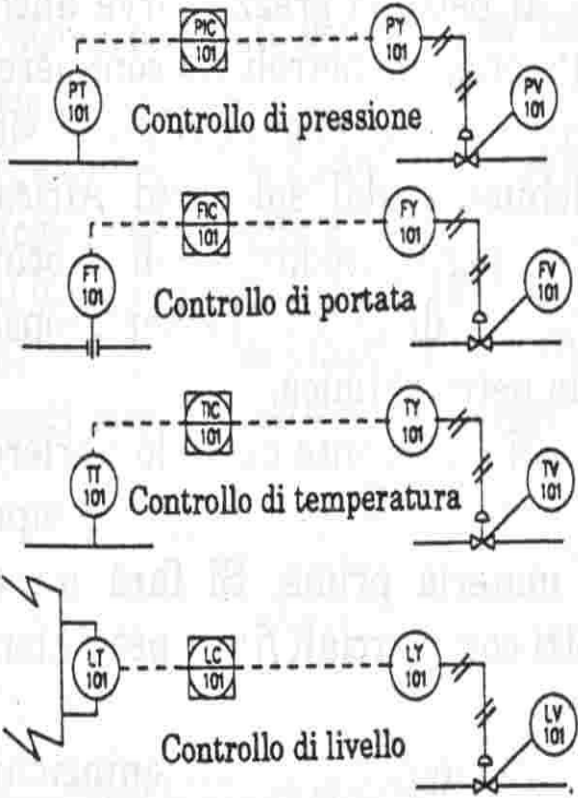 PIC
101
PY
101
PT
101
PV
101
Controllo di pressione
FIC
101
FY
101
FT
101
FV
101
Controllo di portata
TIC
101
TY
101
TT
101
TV
101
Controllo di temperatura
LT
101
LC
101
LY
101
LV
101
Controllo di livello